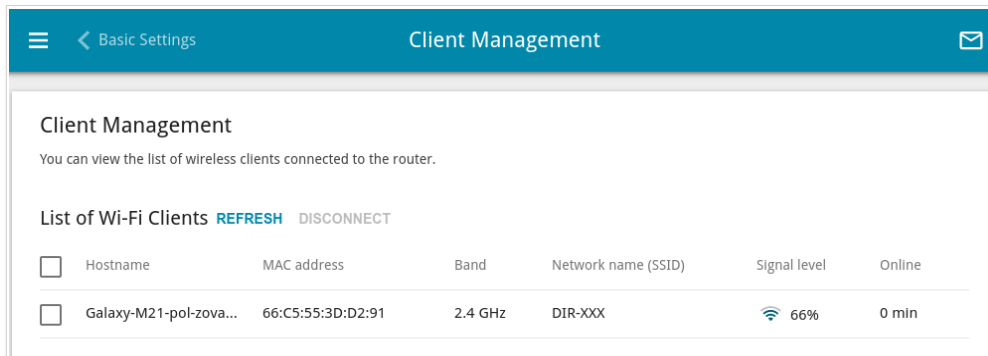 Basic Settings Client Management
Client Management
You can view the list of wireless clients connected to the router.
List of Wi-Fi Clients REFRESH DISCONNECT
Hostname MAC address Band Network name (SSID) Signal level Online
Galaxy-M21-pol-zova... 66:C5:55:3D:D2:91 2.4 GHz DIR-XXX 66% 0 min